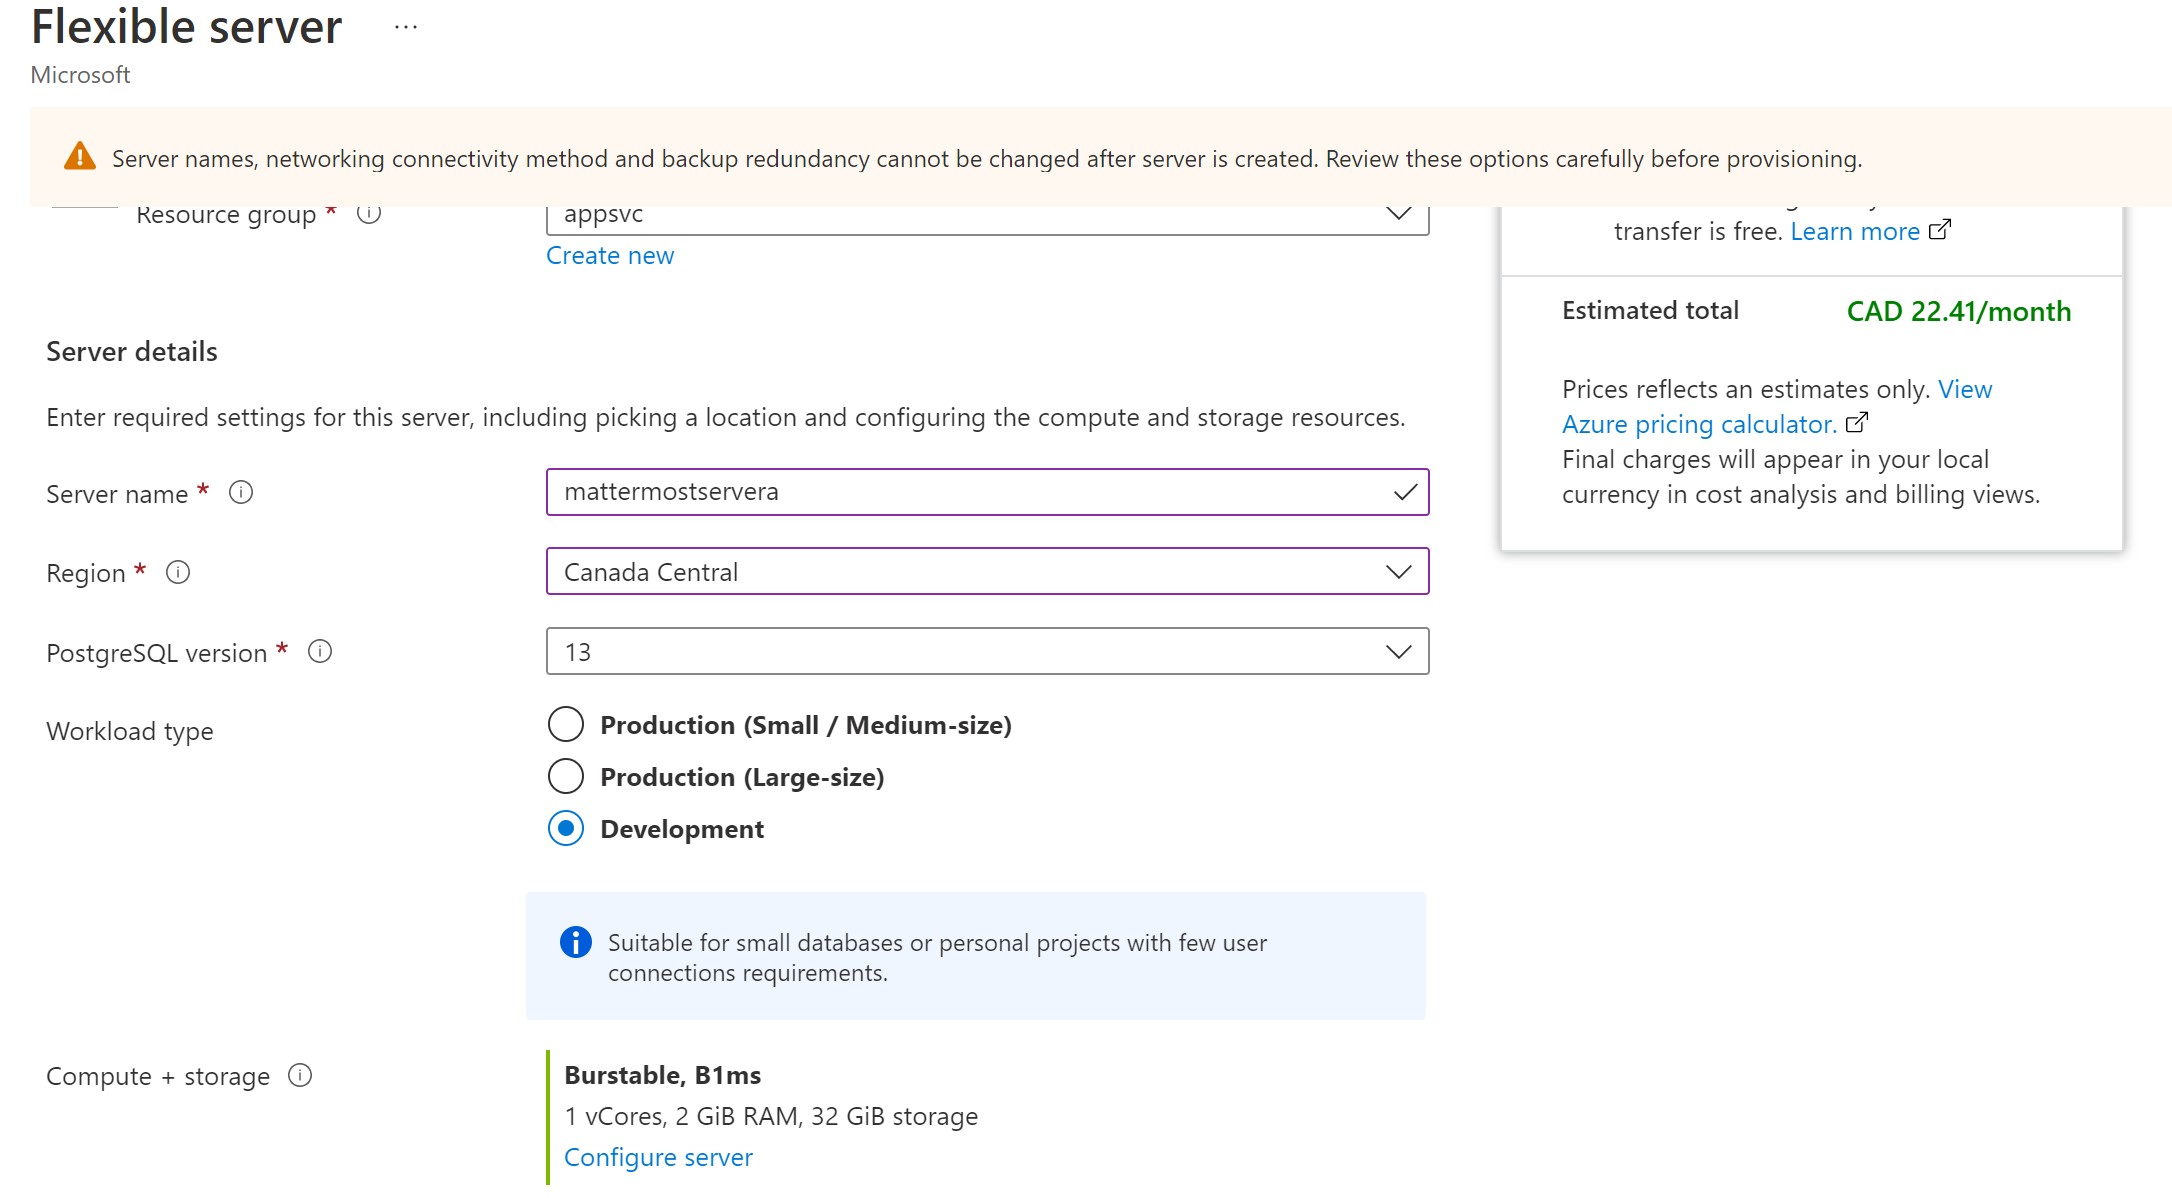 Flexible server ...
Microsoft
Server names, networking connectivity method and backup redundancy cannot be changed after server is created. Review these options carefully before provisioning.
Resource group *
appsvc
Create new
Server details
Enter required settings for this server, including picking a location and configuring the compute and storage resources.
Server name *
mattermostservera
Region *
Canada Central
PostgreSQL version *
13
Workload type
Production (Small / Medium-size)
Production (Large-size)
Development
Suitable for small databases or personal projects with few user
connections requirements.
Compute + storage
Burstable, B1ms
1 vCores, 2 GiB RAM, 32 GiB storage
Configure server
transfer is free. Learn more
Estimated total
CAD 22.41/month
Prices reflects an estimates only. View
Azure pricing calculator.
Final charges will appear in your local
currency in cost analysis and billing views.